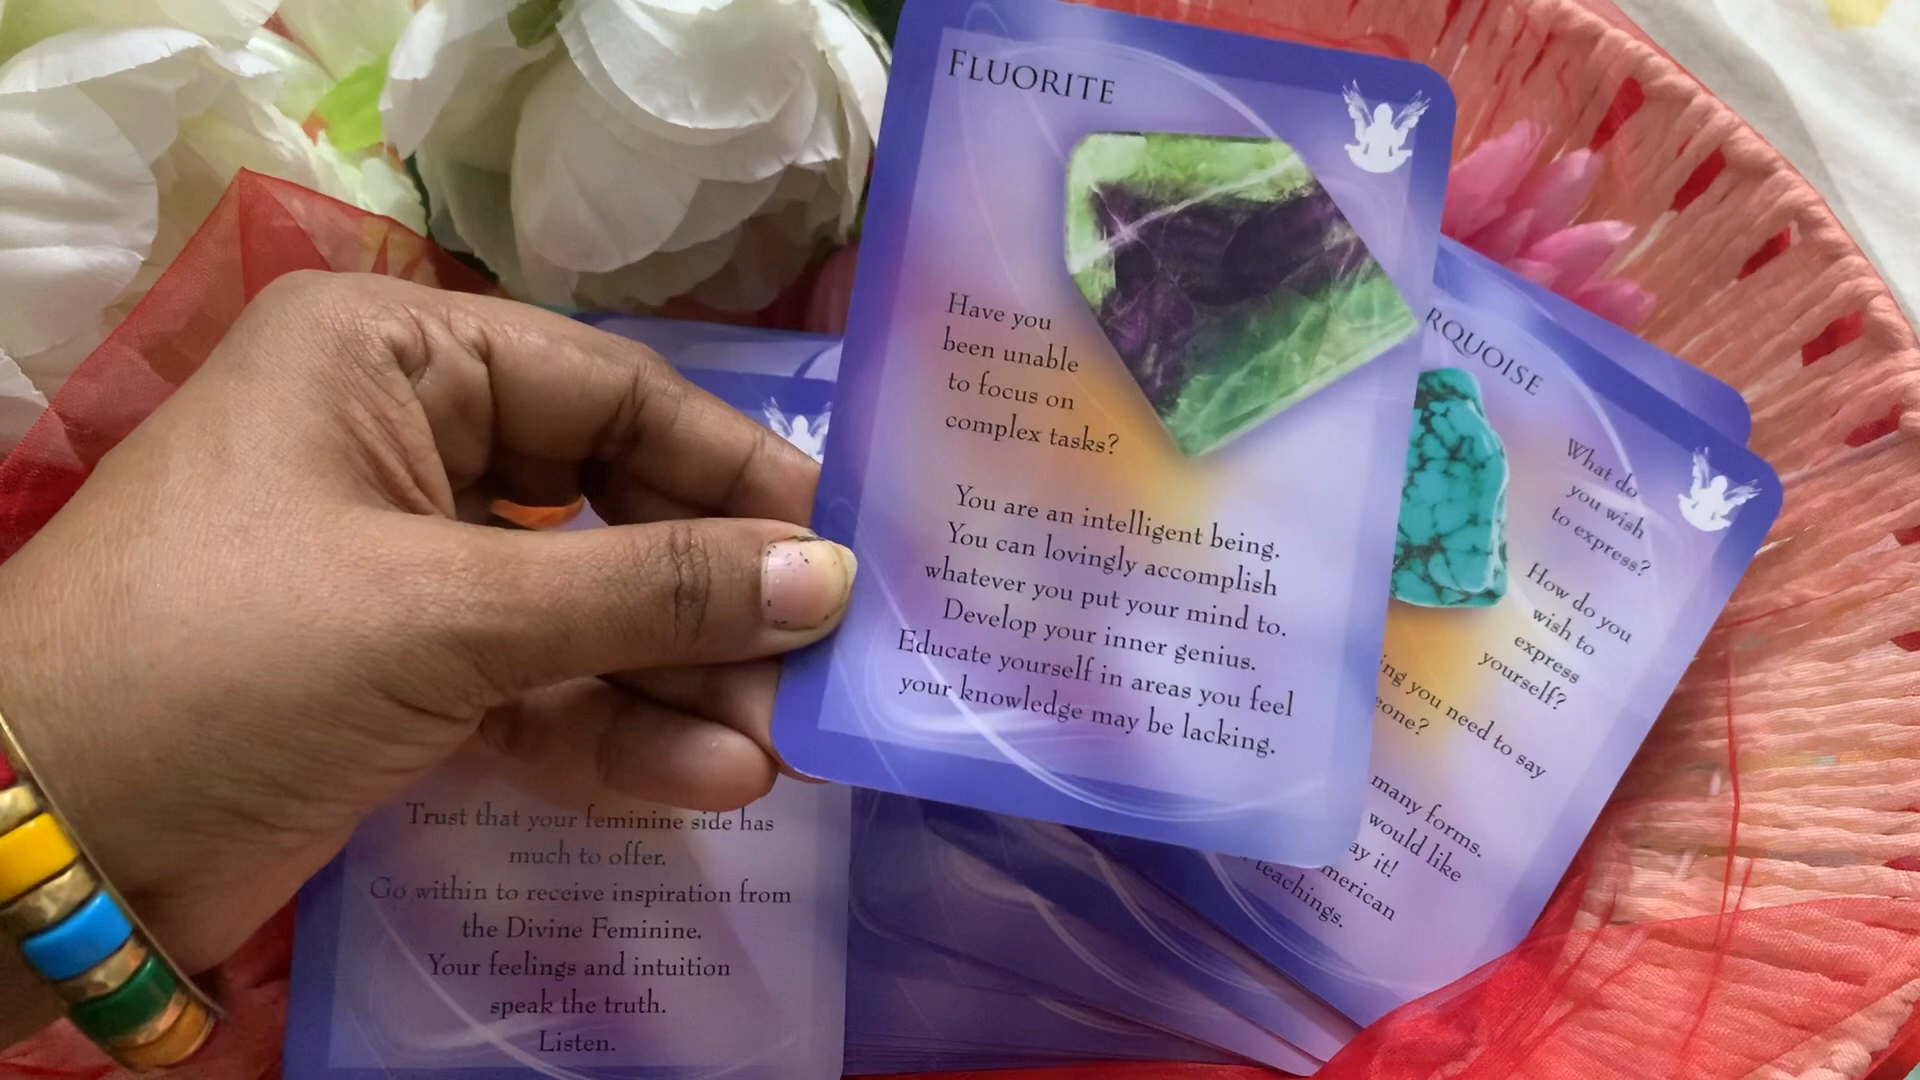 FLUORITE
Have you
been unable
to focus on
complex tasks?
You are an intelligent being.
You can lovingly accomplish
whatever you put your mind to.
Develop your inner genius.
Educate yourself in areas you feel
your knowledge may be lacking.
RQUOISE
What do
you wish
to express?
How do you
wish to
express
yourself?
ing you need to say
eone?
many forms.
would like
ay it!
merican
teachings.
Trust that your feminine side has
much to offer.
Go within to receive inspiration from
the Divine Feminine.
Your feelings and intuition
speak the truth.
Listen.